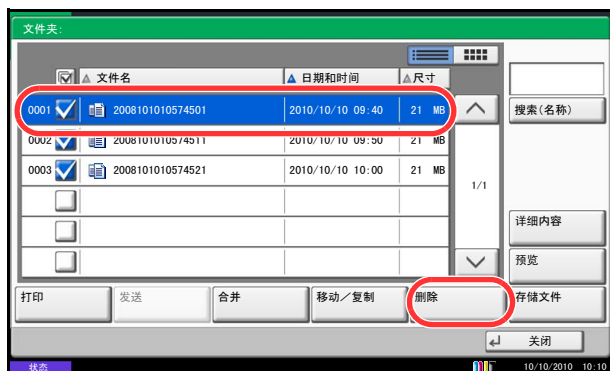 文件夹:
文件名 日期和时间 尺寸
0001 2008101010574501 2010/10/10 09:40 21 MB
搜索(名称)
0002 2008101010574511 2010/10/10 09:50 21 MB
0003 2008101010574521 2010/10/10 10:00 21 MB
1/1
详细内容
预览
打印 发送 合并 移动/复制 删除 存储文件
关闭
状态 10/10/2010 10:10